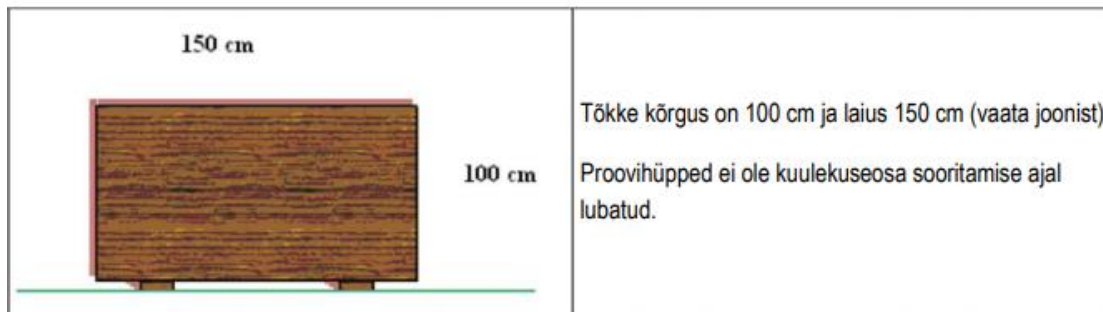 150 cm
100 cm
Tõkke kõrgus on 100 cm ja laius 150 cm (vaata joonist)
Proovihüpped ei ole kuulekuseosa sooritamise ajal
lubatud.